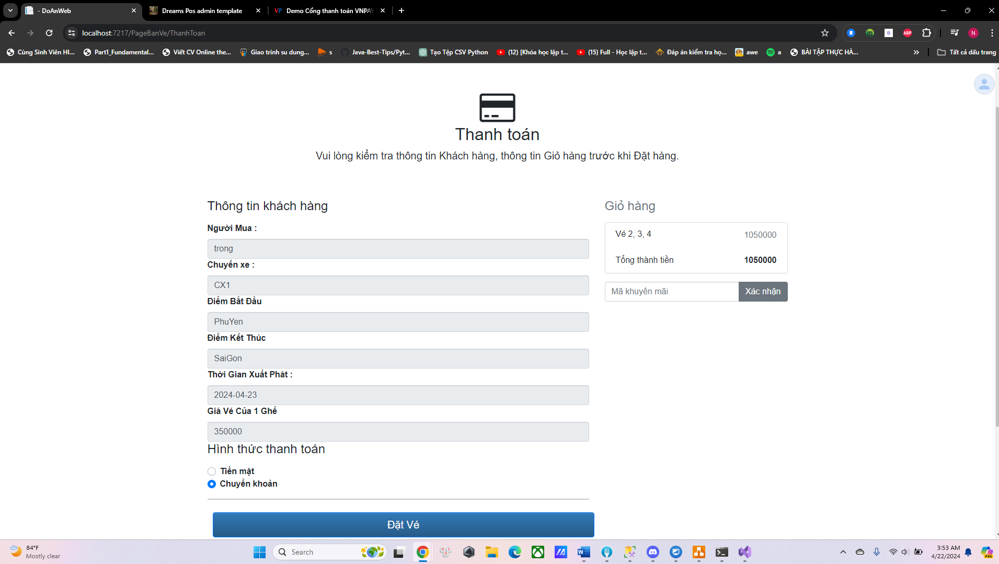 - DoAnWeb
Dreams Pos admin template
VP Demo Cổng thanh toán VNPAY
localhost:7217/PageBanVe/ThanhToan
B
ABP
N
Cùng Sinh Viên HI...
Part1_Fundamental...
Viết CV Online the...
Giao trinh su dung...
s
Java-Best-Tips/Pyt...
Tạo Tệp CSV Python
(12) [Khóa học lập t...
(15) Full - Học lập t...
Đáp án kiểm tra họ...
awe
a
BÀI TẬP THỰC HÀ...
Tất cả dấu trang
Thanh toán
Vui lòng kiểm tra thông tin Khách hàng, thông tin Giỏ hàng trước khi Đặt hàng.
Thông tin khách hàng
Người Mua :
trong
Chuyến xe :
CX1
Điểm Bắt Đầu
PhuYen
Điểm Kết Thúc
SaiGon
Thời Gian Xuất Phát :
2024-04-23
Giá Vé Của 1 Ghế
350000
Hình thức thanh toán
Tiền mặt
Chuyển khoản
Đặt Vé
Giỏ hàng
Vé 2, 3, 4 1050000
Tổng thành tiền 1050000
Mã khuyến mãi Xác nhận
84°F
Mostly clear
Search
3:53 AM
4/22/2024
PRE